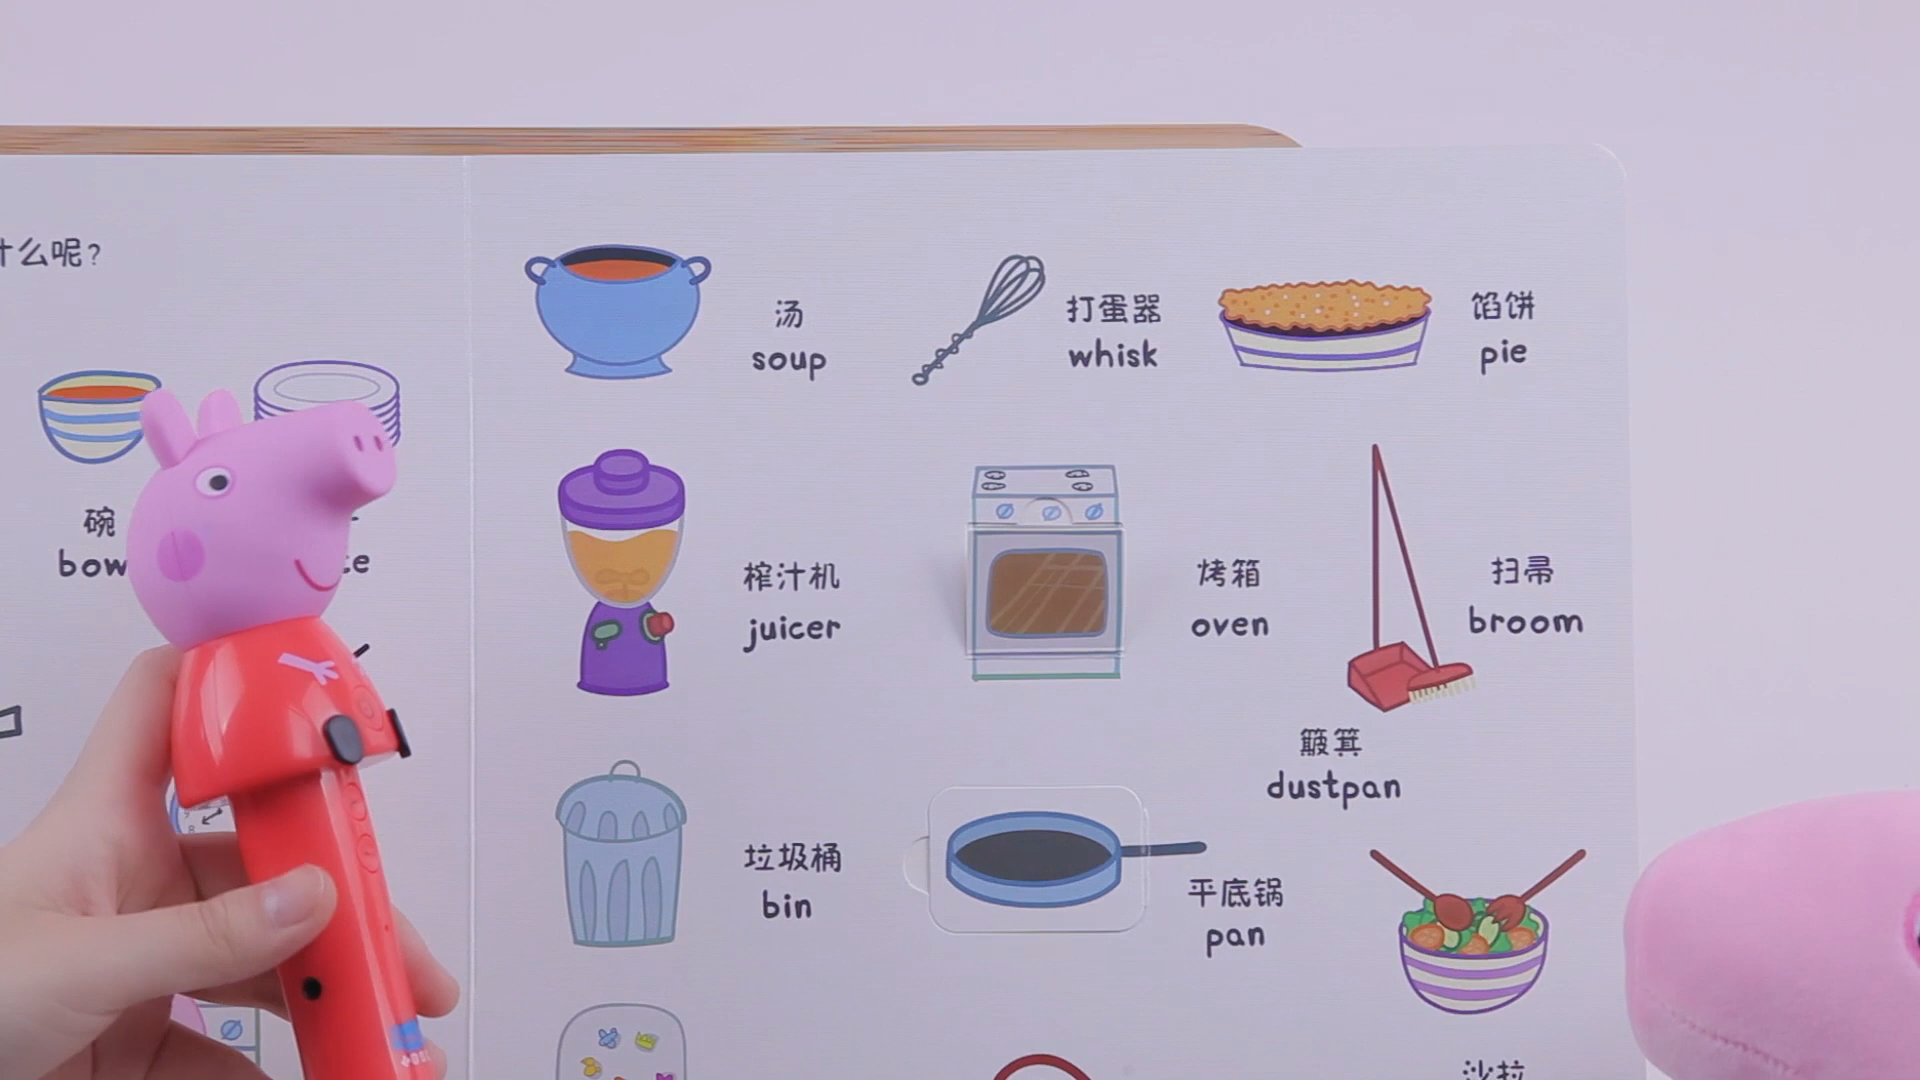 什么呢?
碗
汤
soup
打蛋器
whisk
馅饼
pie
榨汁机
juicer
烤箱
oven
扫帚
broom
簸箕
dustpan
垃圾桶
bin
平底锅
pan
沙拉